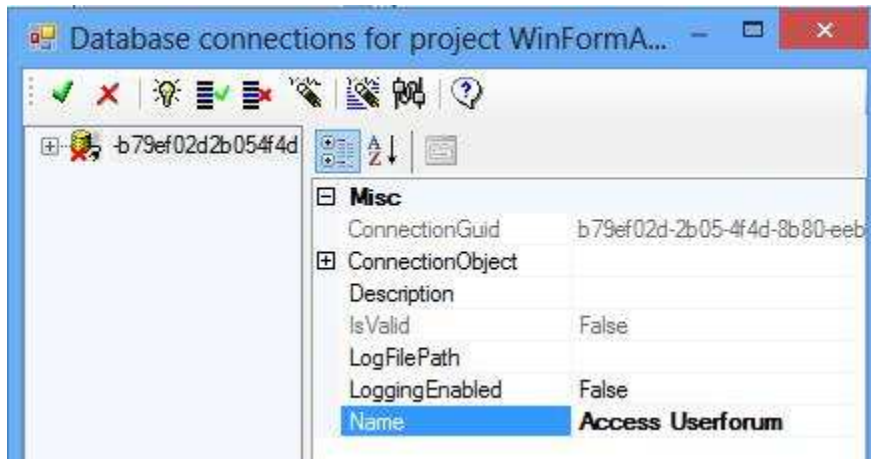 Database connections for project WinFormA...
-b79ef02d2b054f4d
Misc
ConnectionGuid b79ef02d-2b05-4f4d-8b80-eeb
ConnectionObject
Description
IsValid False
LogFilePath
LoggingEnabled False
Name Access Userforum